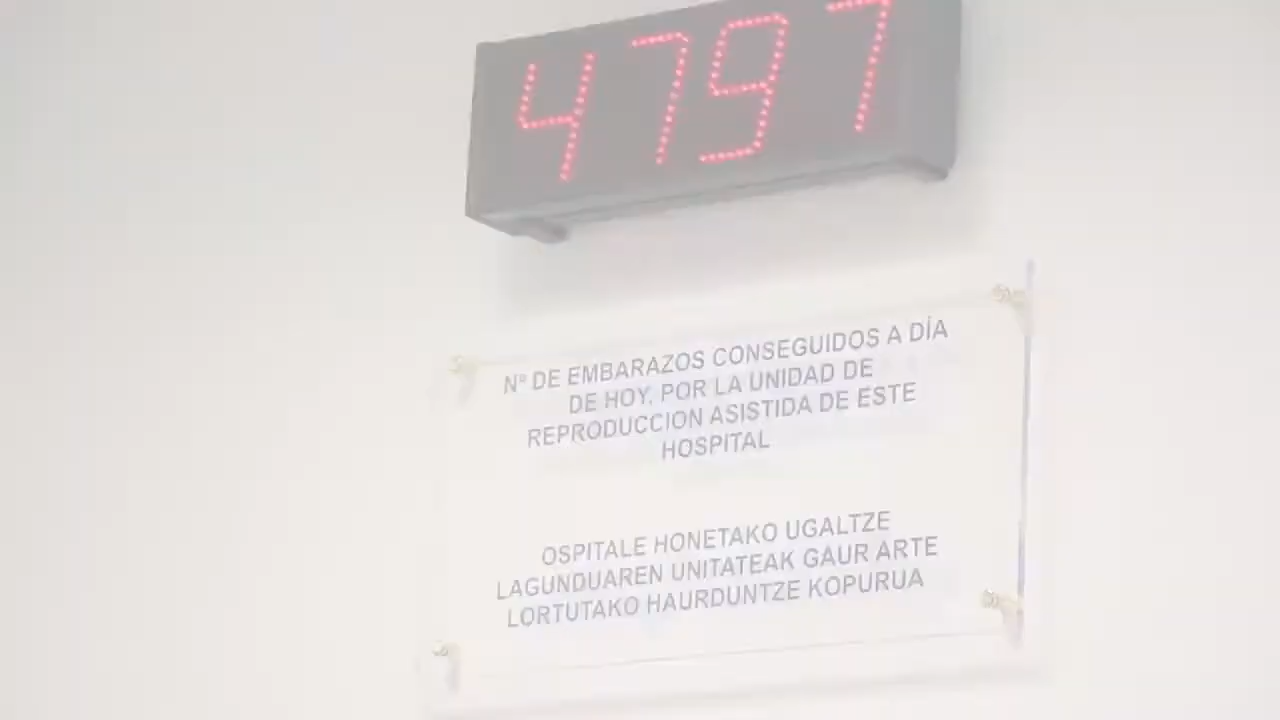 4797
Nº DE EMBARAZOS CONSEGUIDOS A DÍA
DE HOY, POR LA UNIDAD DE
REPRODUCCION ASISTIDA DE ESTE
HOSPITAL
OSPITALE HONETAKO UGALTZE
LAGUNDUAREN UNITATEAK GAUR ARTE
LORTUTAKO HAURDUNTZE KOPURUA